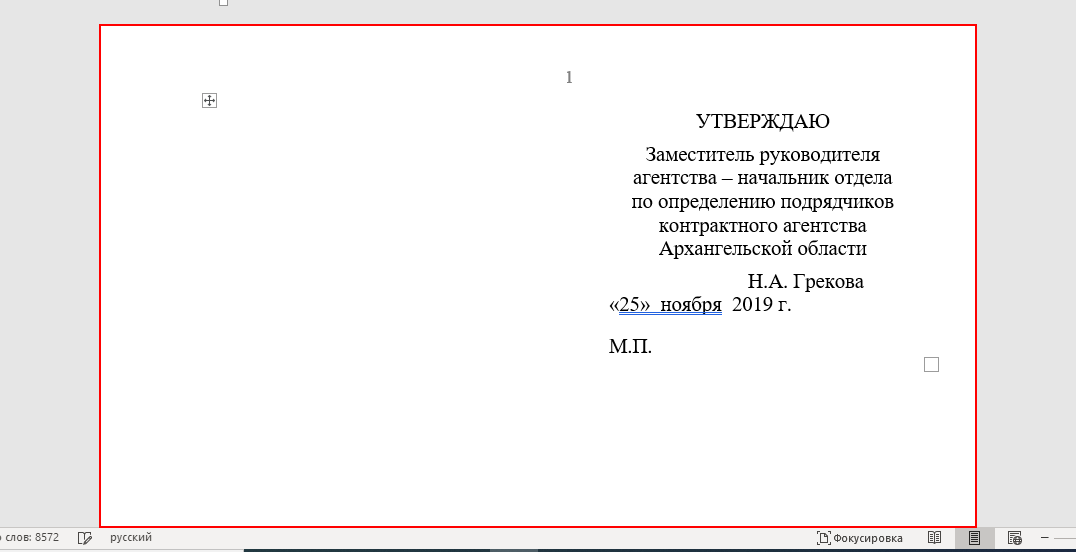 1
УТВЕРЖДАЮ
Заместитель руководителя
агентства – начальник отдела
по определению подрядчиков
контрактного агентства
Архангельской области
Н.А. Грекова
«25»  ноября  2019 г.
М.П.
слов: 8572
русский
Фокусировка